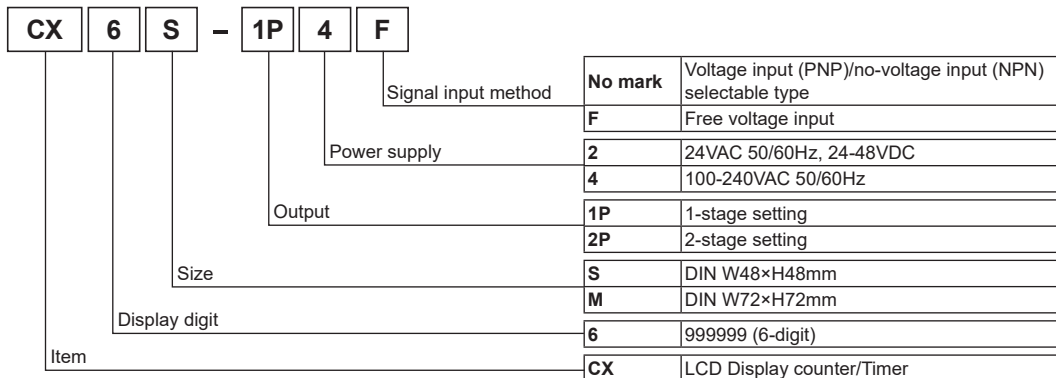 CX 6 S – 1P 4 F
Signal input method
No mark Voltage input (PNP)/no-voltage input (NPN)
selectable type
F Free voltage input
Power supply
2 24VAC 50/60Hz, 24-48VDC
4 100-240VAC 50/60Hz
Output
1P 1-stage setting
2P 2-stage setting
Size
S DIN W48×H48mm
M DIN W72×H72mm
Display digit
6 999999 (6-digit)
Item
CX LCD Display counter/Timer